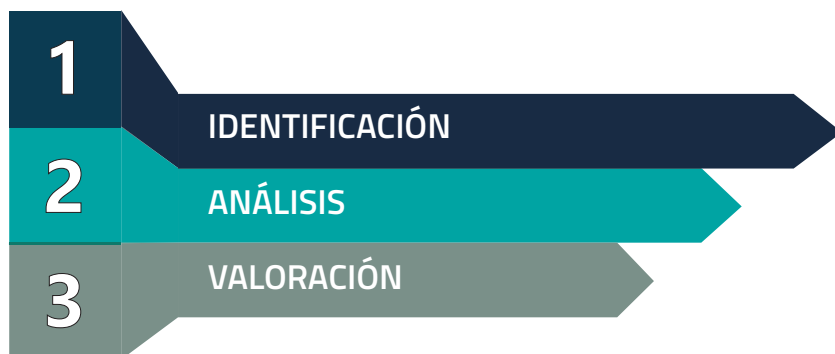 1
IDENTIFICACIÓN
2
ANÁLISIS
3
VALORACIÓN